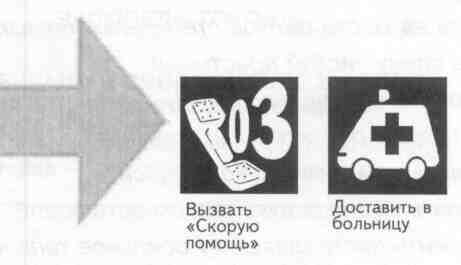 03
Вызвать
«Скорую
помощь»
Доставить в
больницу